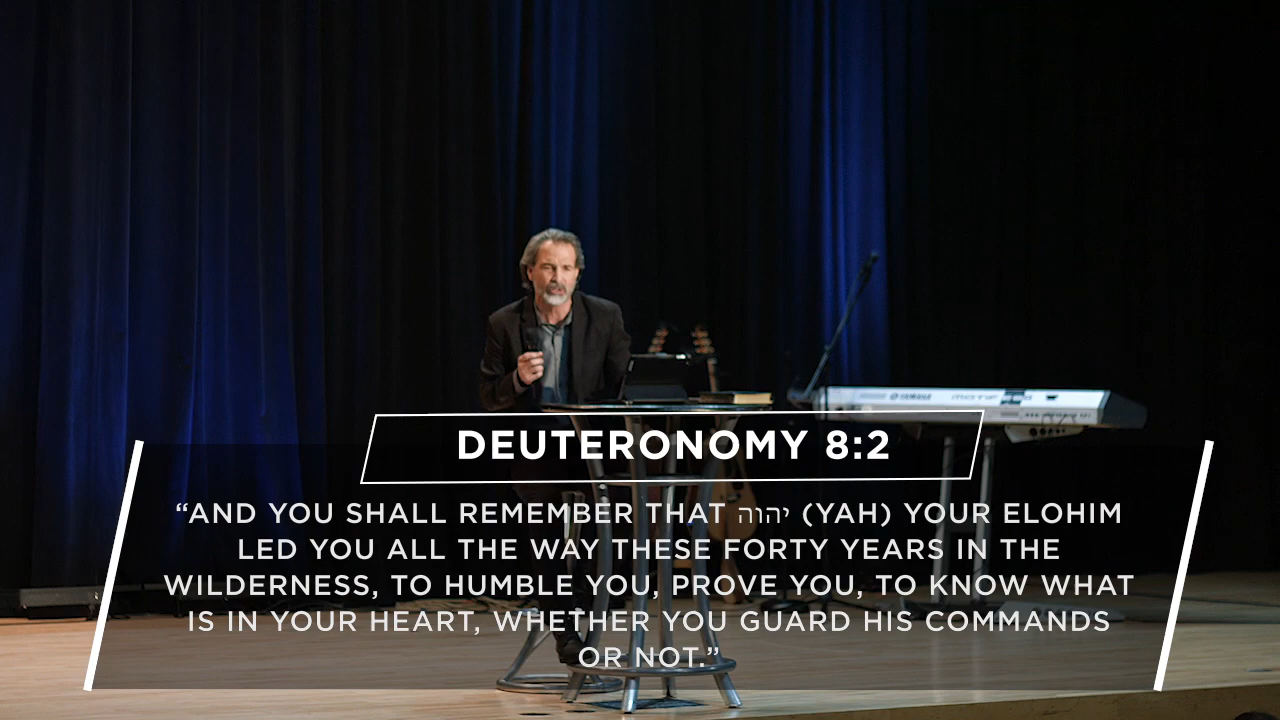 YAMAHA
MOTIF
DEUTERONOMY 8:2
“AND YOU SHALL REMEMBER THAT יהוה (YAH) YOUR ELOHIM
LED YOU ALL THE WAY THESE FORTY YEARS IN THE
WILDERNESS, TO HUMBLE YOU, PROVE YOU, TO KNOW WHAT
IS IN YOUR HEART, WHETHER YOU GUARD HIS COMMANDS
OR NOT.”